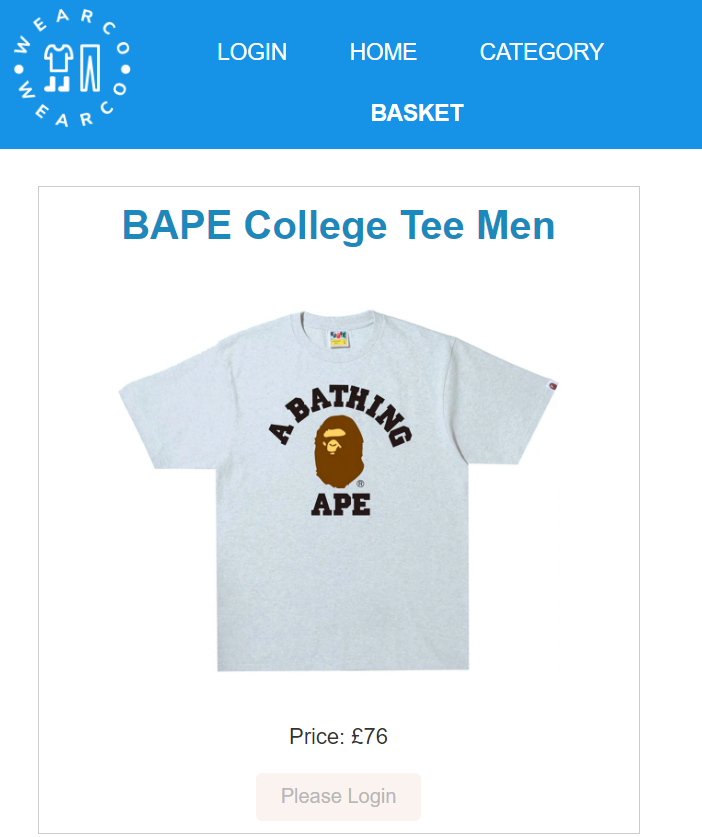 WEARCO
WEARCO
LOGIN HOME CATEGORY
BASKET
BAPE College Tee Men
A BATHING
®
APE
Price: £76
Please Login